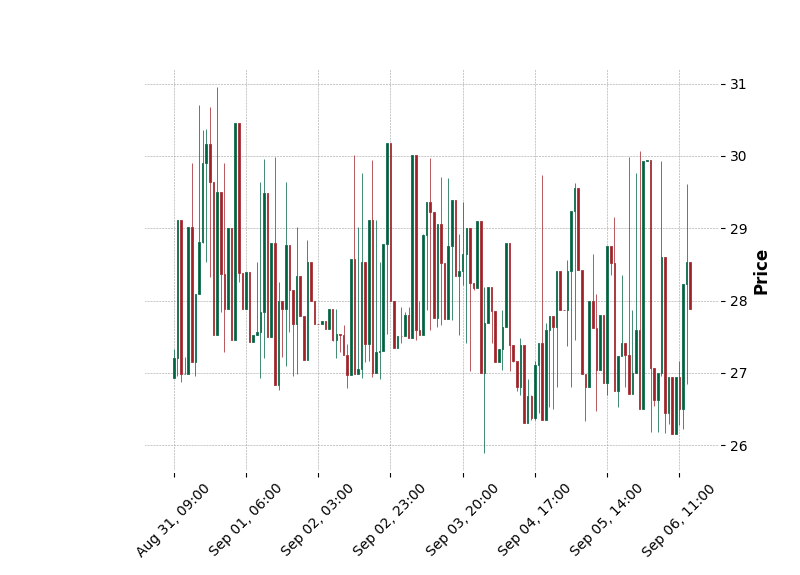 31
30
29
28
27
26
Price
Aug 31, 09:00
Sep 01, 06:00
Sep 02, 03:00
Sep 02, 23:00
Sep 03, 20:00
Sep 04, 17:00
Sep 05, 14:00
Sep 06, 11:00